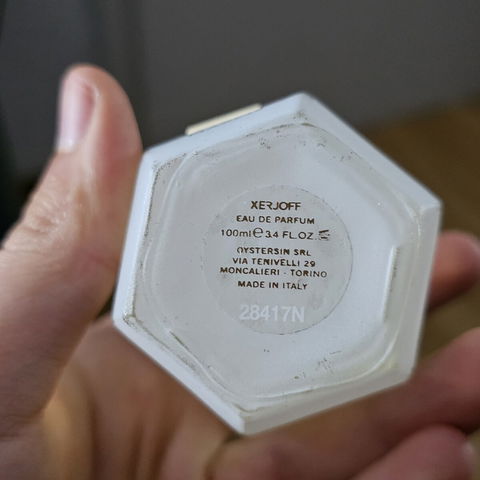 XERJOFF
EAU DE PARFUM
100ml ℮ 3.4 FL.OZ.
OYSTERSIN SRL
VIA TENIVELLI 29
MONCALIERI - TORINO
MADE IN ITALY
28417N